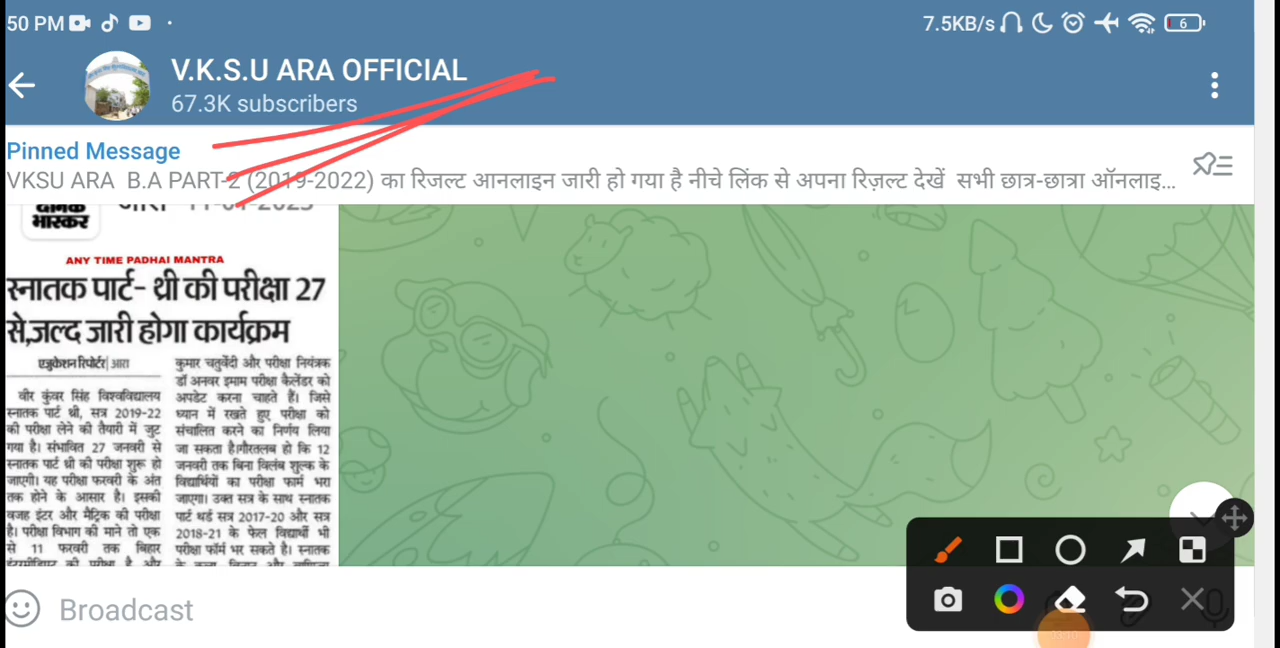 50 PM
7.5KB/s
6
V.K.S.U ARA OFFICIAL
67.3K subscribers
Pinned Message
VKSU ARA B.A PART-2 (2019-2022) का रिजल्ट आनलाइन जारी हो गया है नीचे लिंक से अपना रिज़ल्ट देखें सभी छात्र-छात्रा ऑनलाइ...
दैनिक
भास्कर
ANY TIME PADHAI MANTRA
स्नातक पार्ट- थ्री की परीक्षा 27
से,जल्द जारी होगा कार्यक्रम
एजुकेशन रिपोर्टर| आरा
वीर कुंवर सिंह विश्वविद्यालय
स्नातक पार्ट थ्री, सत्र 2019-22
की परीक्षा लेने की तैयारी में जुट
गया है। संभावित 27 जनवरी से
स्नातक पार्ट थ्री की परीक्षा शुरू हो
जाएगी। यह परीक्षा फरवरी के अंत
तक होने के आसार है। इसकी
वजह इंटर और मैट्रिक की परीक्षा
है। परीक्षा विभाग की माने तो एक
से 11 फरवरी तक बिहार
कुमार चतुर्वेदी और परीक्षा नियंत्रक
डॉ अनवर इमाम परीक्षा कैलेंडर को
अपडेट करना चाहते हैं। जिसे
ध्यान में रखते हुए परीक्षा को
संचालित करने का निर्णय लिया
जा सकता है।गौरतलब हो कि 12
जनवरी तक बिना विलंब शुल्क के
विद्यार्थियों का परीक्षा फार्म भरा
जाएगा। उक्त सत्र के साथ स्नातक
पार्ट थर्ड सत्र 2017-20 और सत्र
2018-21 के फेल विद्यार्थी भी
परीक्षा फॉर्म भर सकते है। स्नातक
Broadcast
03:10